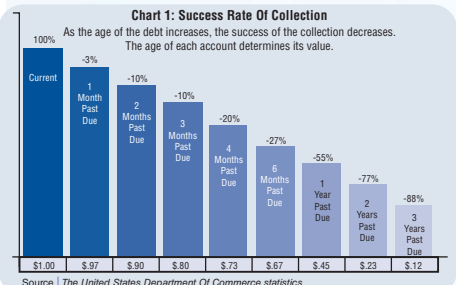 Chart 1: Success Rate Of Collection
As the age of the debt increases, the success of the collection decreases.
The age of each account determines its value.
100%
Current
-3%
1
Month
Past
Due
-10%
2
Months
Past
Due
-10%
3
Months
Past
Due
-20%
4
Months
Past
Due
-27%
6
Months
Past
Due
-55%
1
Year
Past
Due
-77%
2
Years
Past
Due
-88%
3
Years
Past
Due
$1.00 $.97 $.90 $.80 $.73 $.67 $.45 $.23 $.12
Source | The United States Department Of Commerce statistics